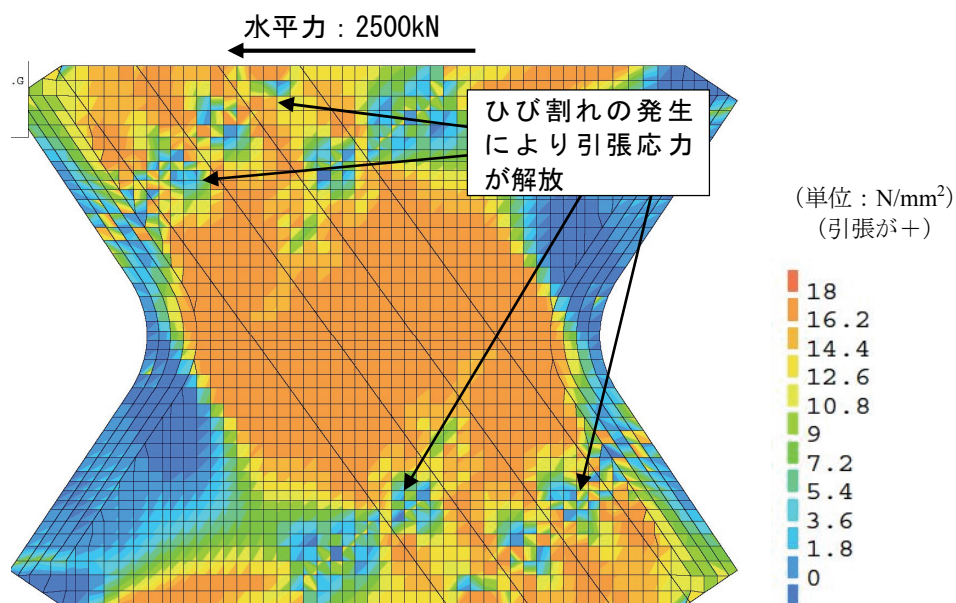 水平力：2500kN
.G
ひび割れの発生
により引張応力
が解放
（単位：N/mm²）
（引張が＋）
18
16.2
14.4
12.6
10.8
9
7.2
5.4
3.6
1.8
0